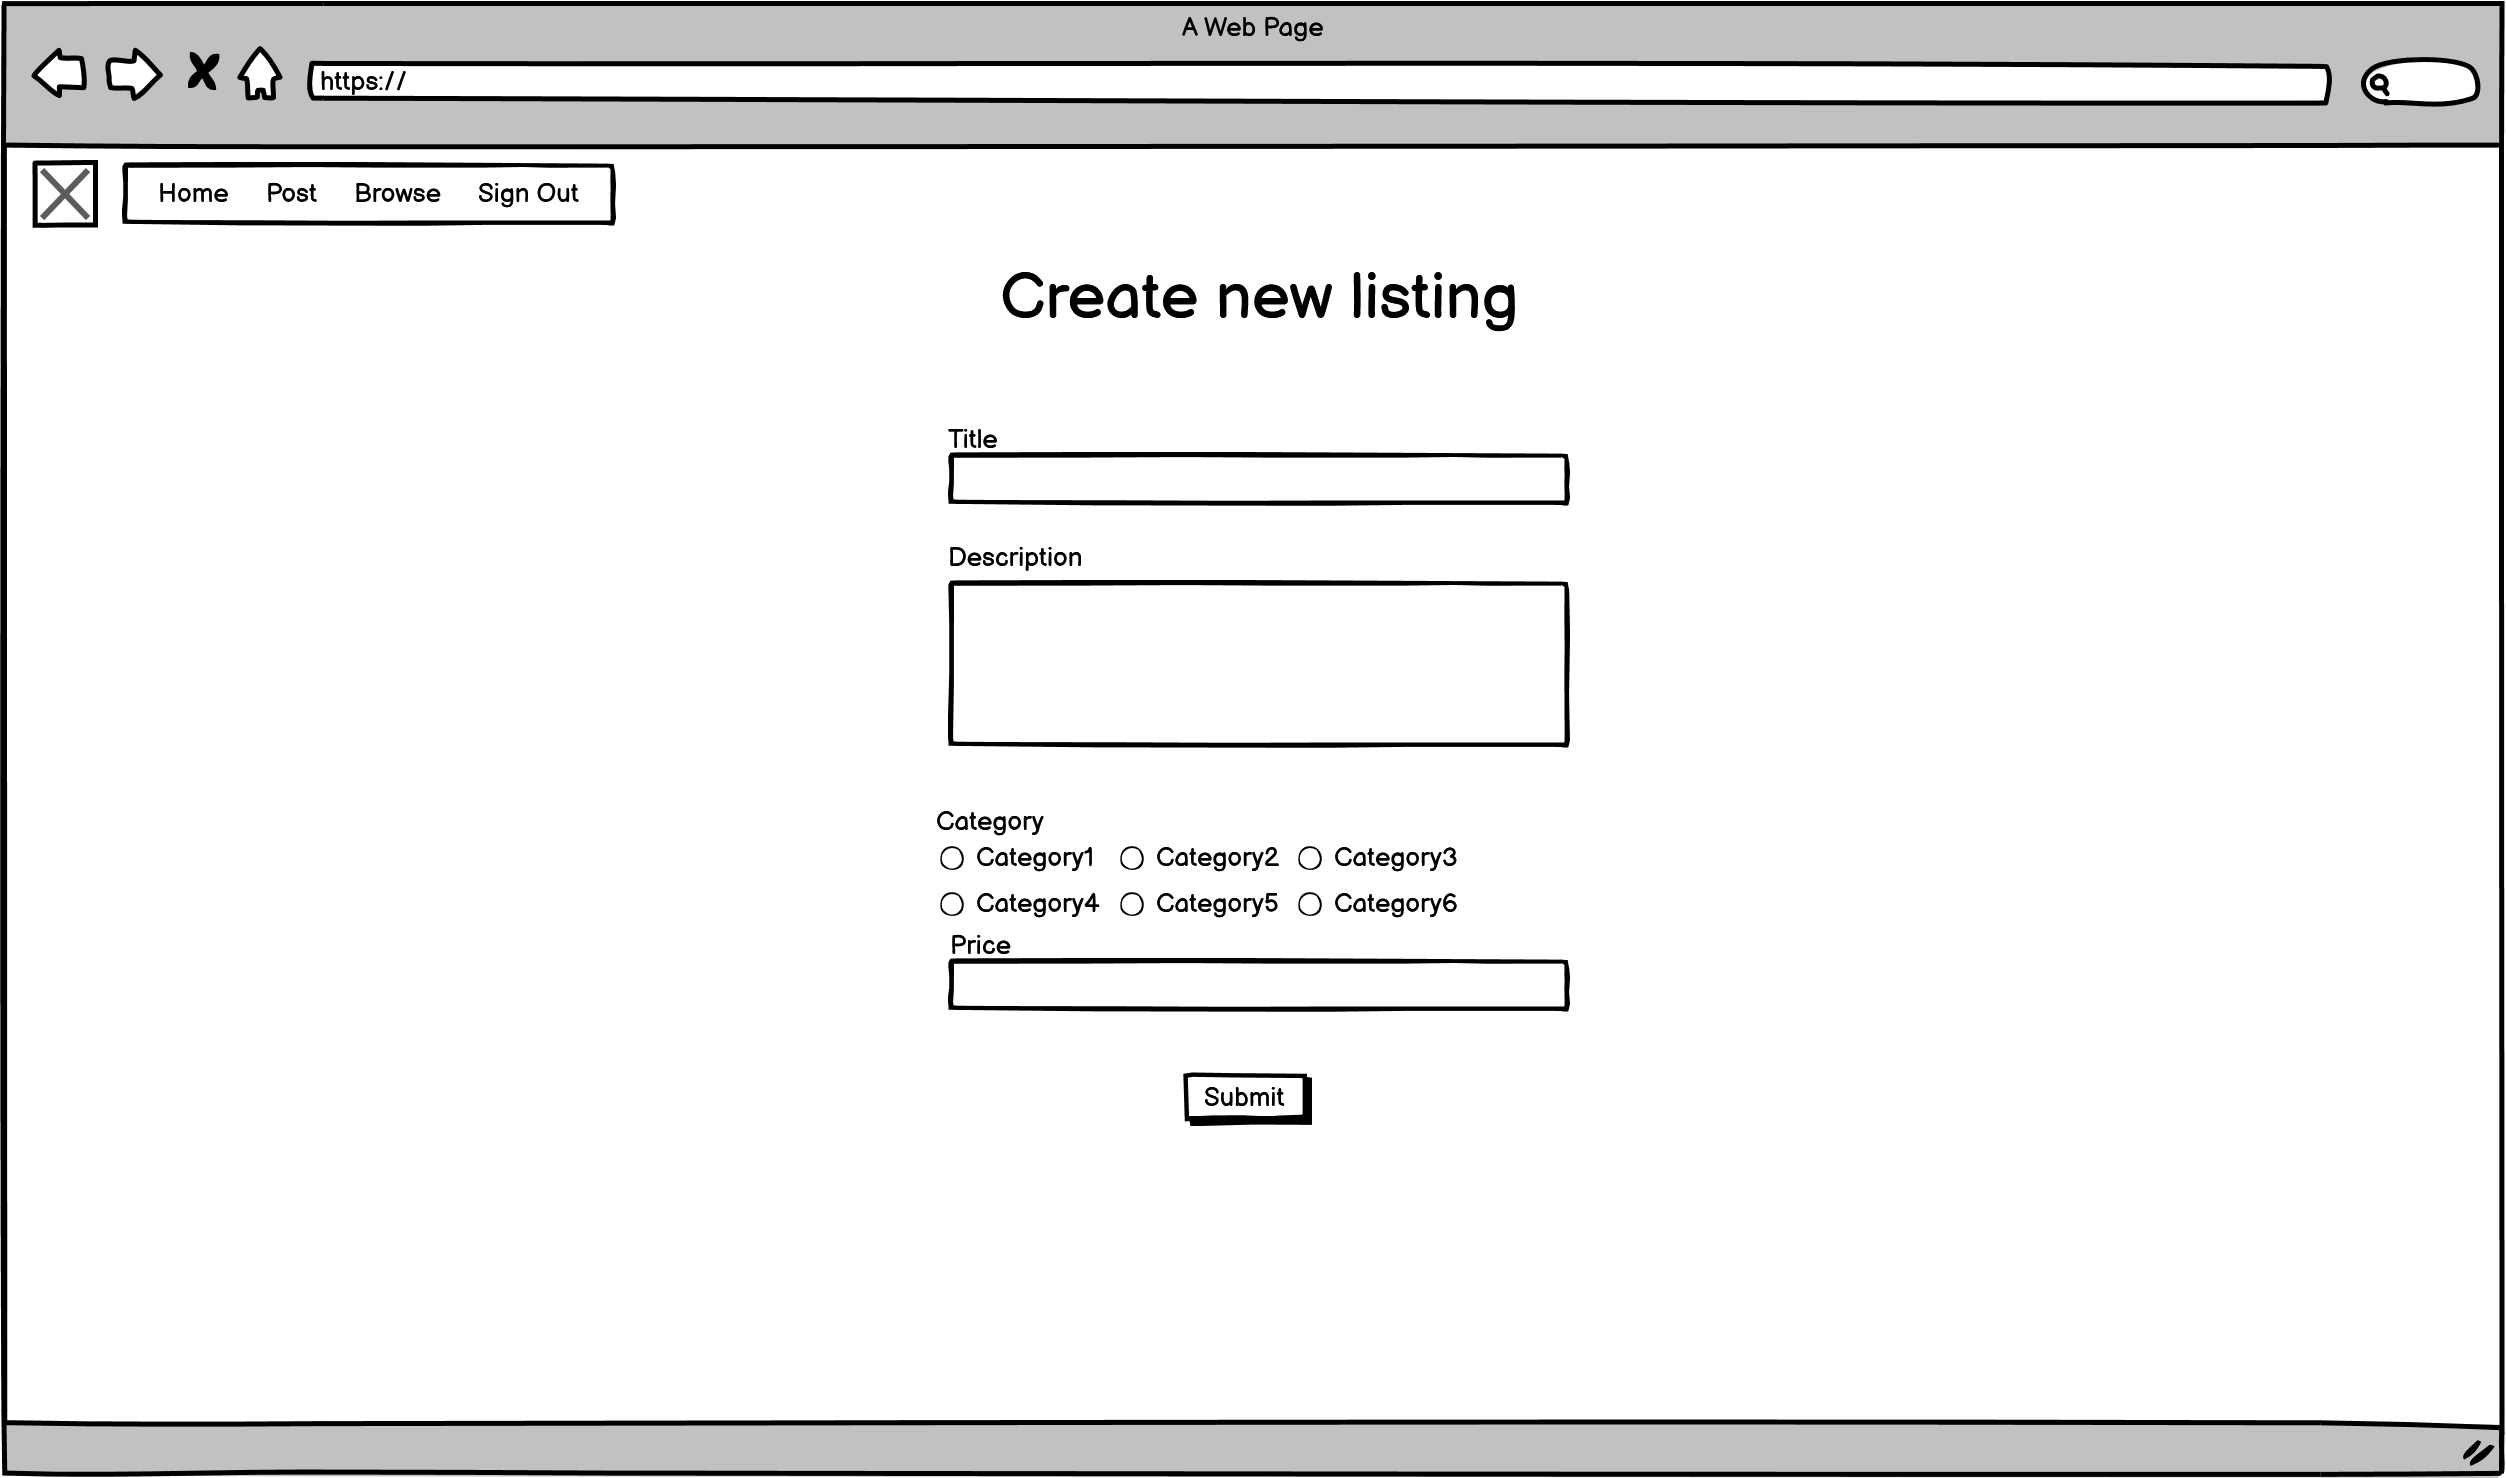 A Web Page
https://
Home Post Browse Sign Out
Create new listing
Title
Description
Category
Category1 Category2 Category3
Category4 Category5 Category6
Price
Submit